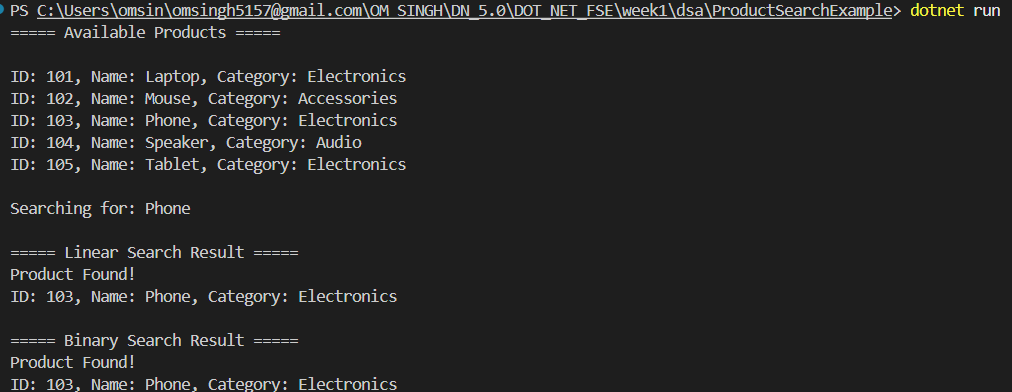 PS C:\Users\omsin\omsingh5157@gmail.com\OM SINGH\DN_5.0\DOT_NET_FSE\week1\dsa\ProductSearchExample> dotnet run
===== Available Products =====
ID: 101, Name: Laptop, Category: Electronics
ID: 102, Name: Mouse, Category: Accessories
ID: 103, Name: Phone, Category: Electronics
ID: 104, Name: Speaker, Category: Audio
ID: 105, Name: Tablet, Category: Electronics
Searching for: Phone
===== Linear Search Result =====
Product Found!
ID: 103, Name: Phone, Category: Electronics
===== Binary Search Result =====
Product Found!
ID: 103, Name: Phone, Category: Electronics